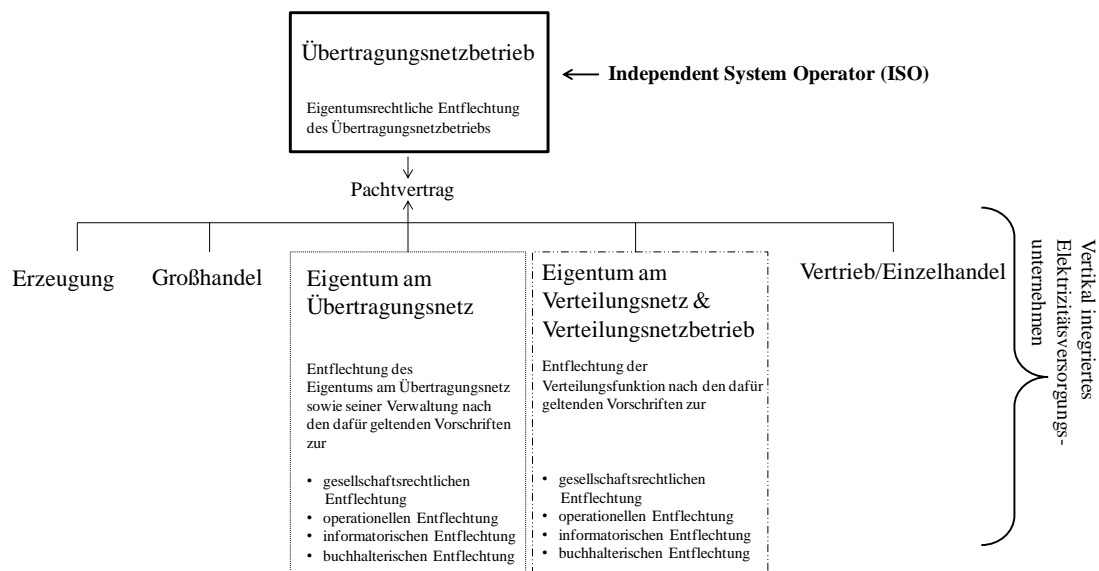 Übertragungsnetzbetrieb
Eigentumsrechtliche Entflechtung
des Übertragungsnetzbetriebs
Independent System Operator (ISO)
Pachtvertrag
Erzeugung
Großhandel
Eigentum am
Übertragungsnetz
Entflechtung des
Eigentums am Übertragungsnetz
sowie seiner Verwaltung nach
den dafür geltenden Vorschriften
zur
• gesellschaftsrechtlichen
Entflechtung
• operationellen Entflechtung
• informatorischen Entflechtung
• buchhalterischen Entflechtung
Eigentum am
Verteilungsnetz &
Verteilungsnetzbetrieb
Entflechtung der
Verteilungsfunktion nach den dafür
geltenden Vorschriften zur
• gesellschaftsrechtlichen
Entflechtung
• operationellen Entflechtung
• informatorischen Entflechtung
• buchhalterischen Entflechtung
Vertrieb/Einzelhandel
Vertikal integriertes
Elektrizitätsversorgungs-
unternehmen